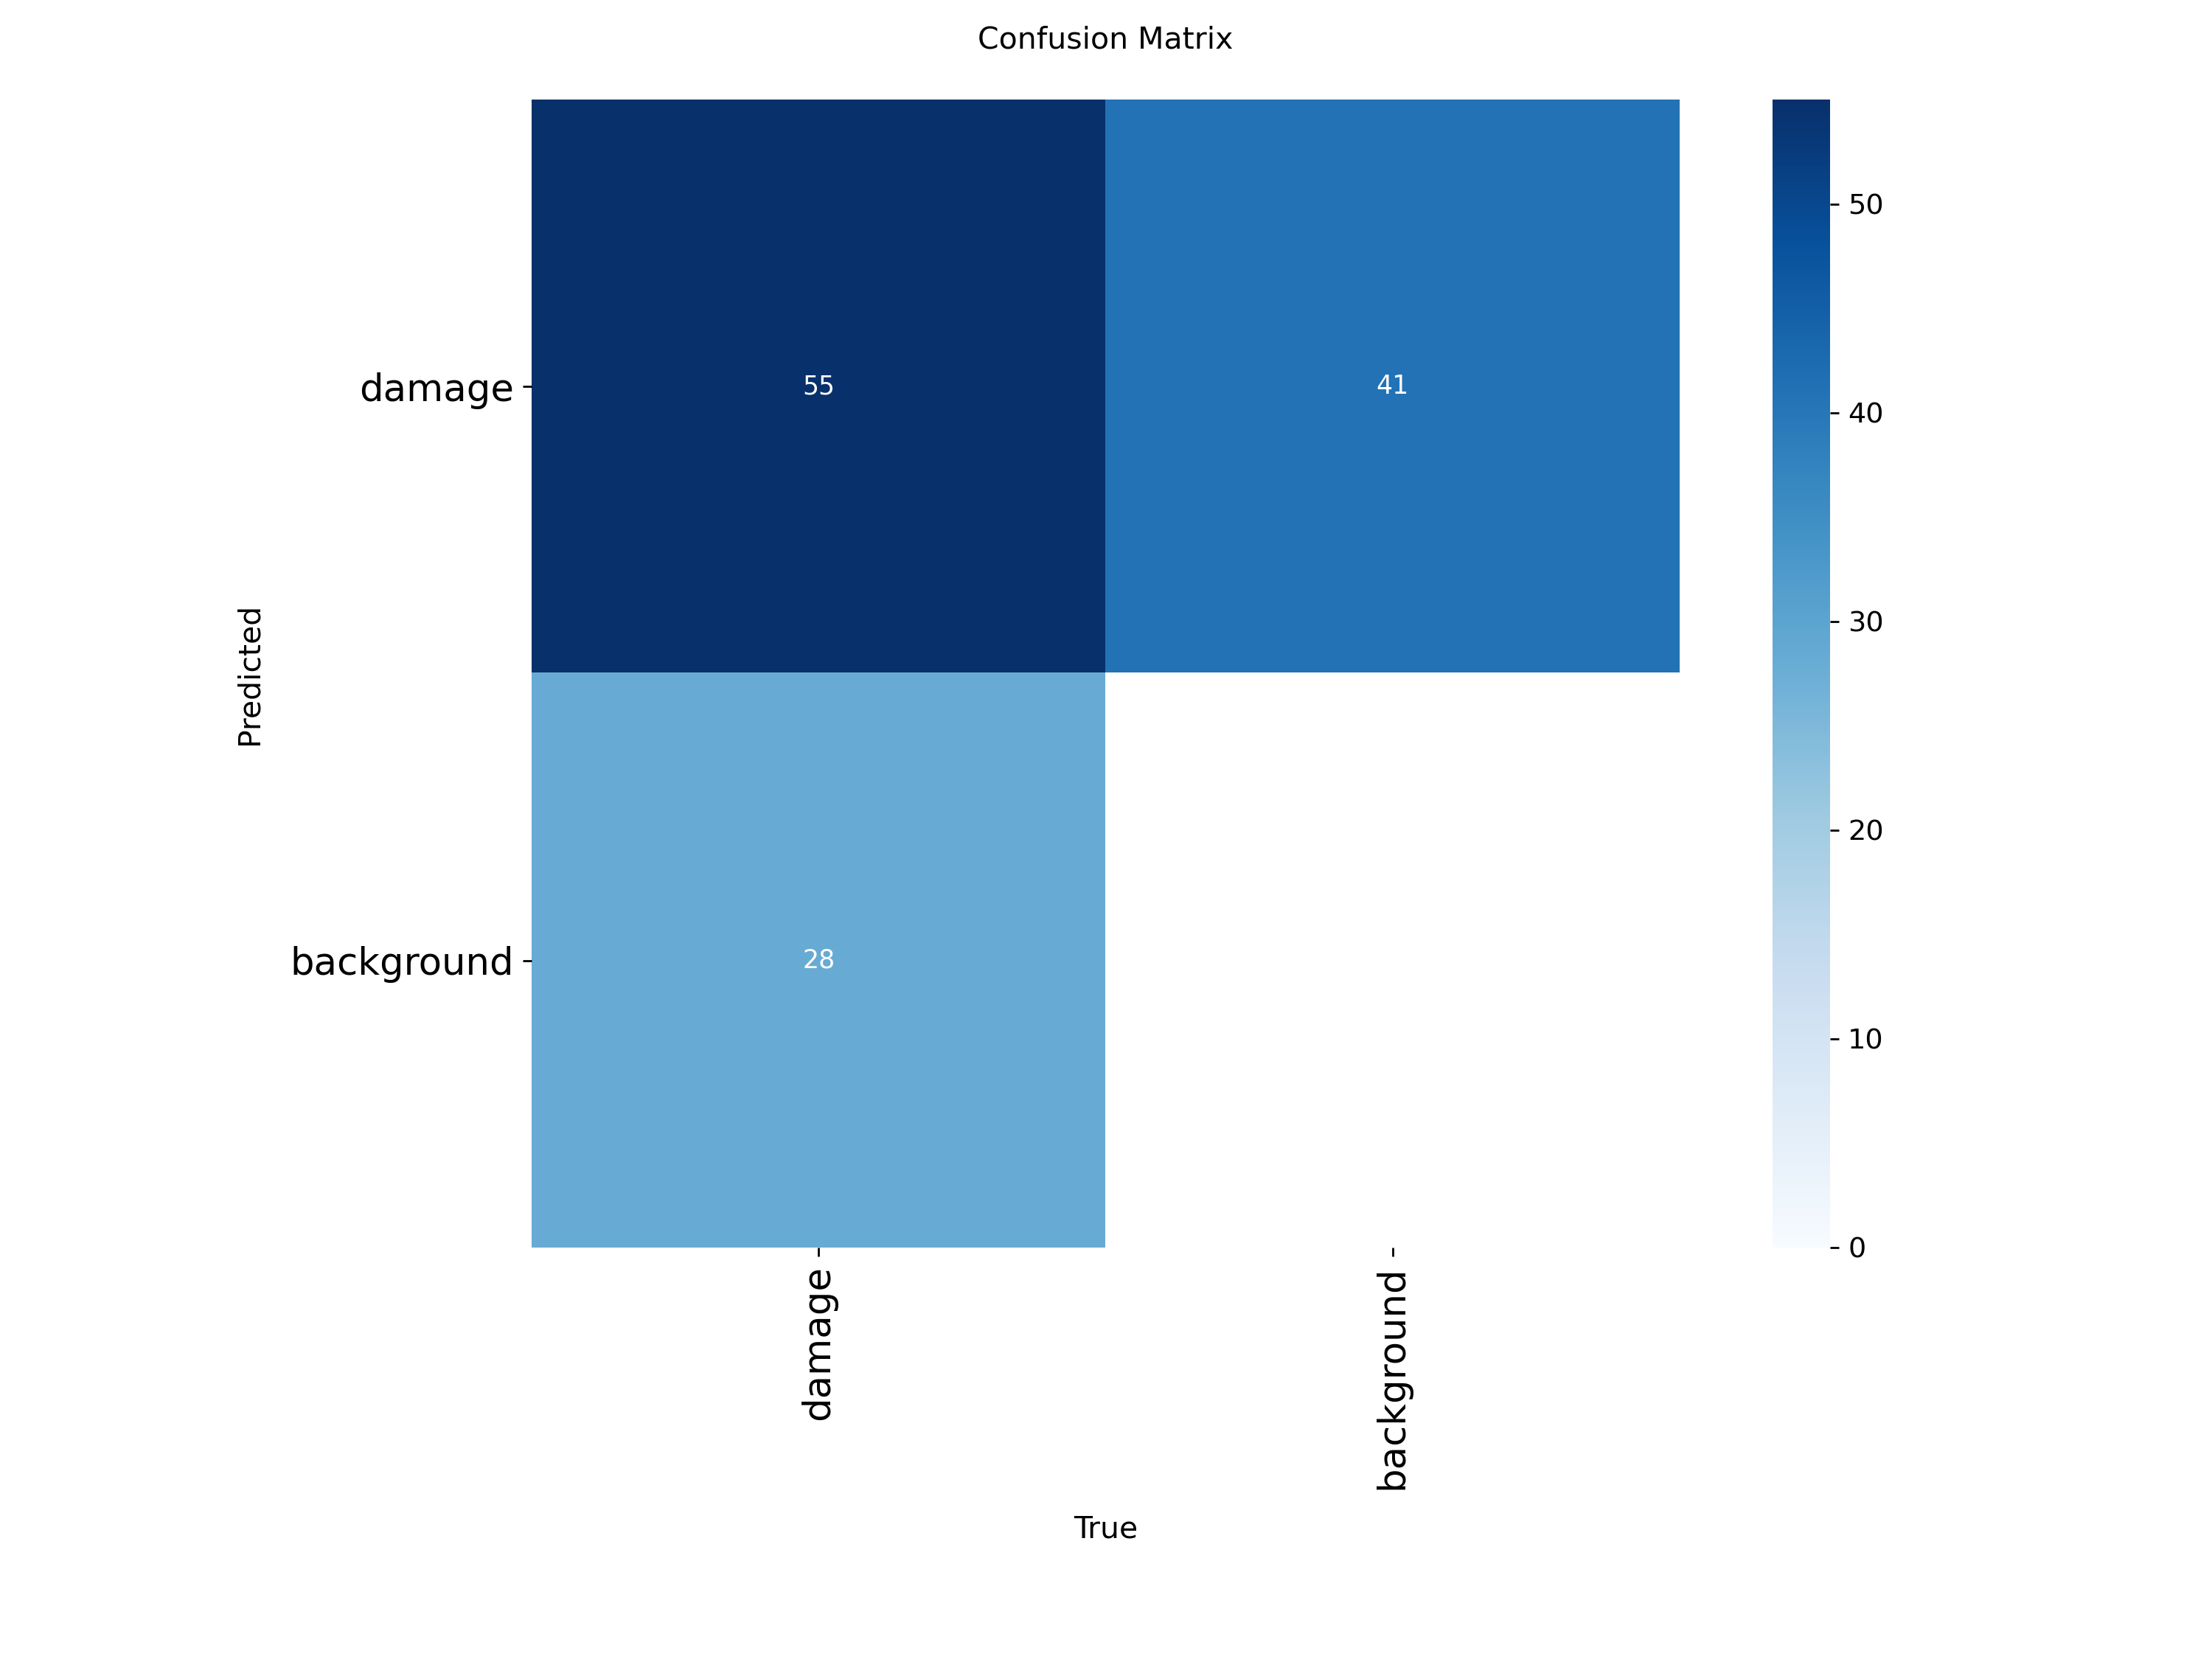 Confusion Matrix
Predicted
damage
background
55
41
28
damage
background
True
50
40
30
20
10
0